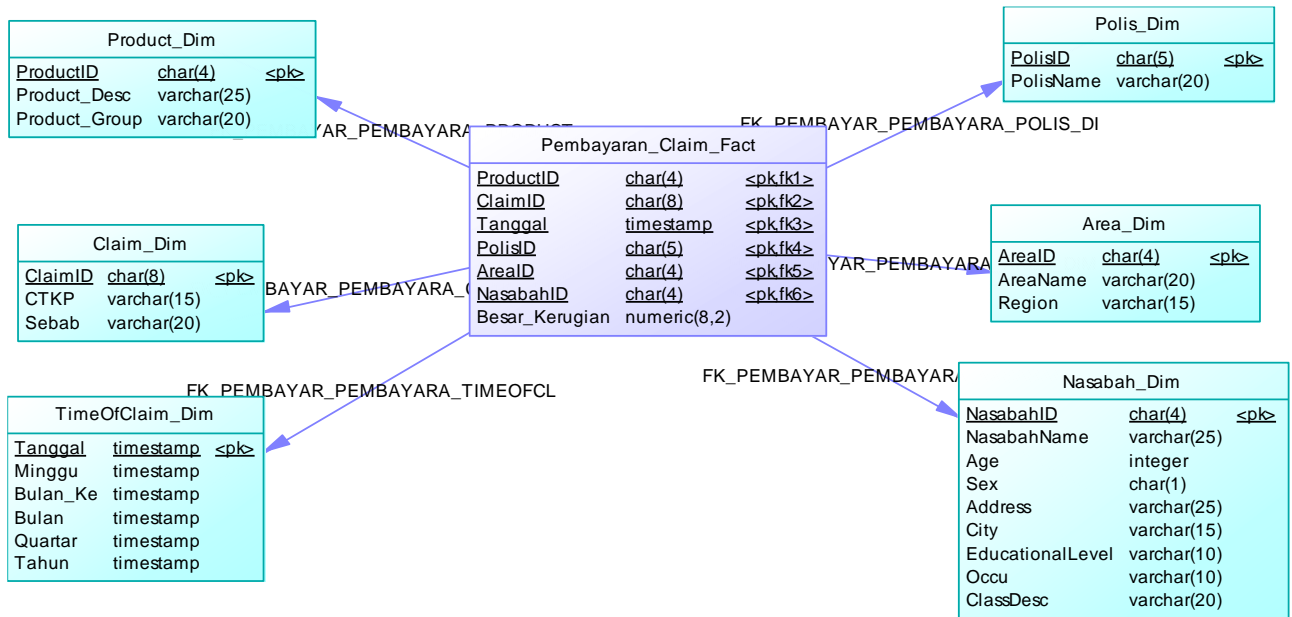 Product_Dim
ProductID char(4) <pk>
Product_Desc varchar(25)
Product_Group varchar(20)
Polis_Dim
PolisID char(5) <pk>
PolisName varchar(20)
FK_PEMBAYAR_PEMBAYARA_POLIS_DI
Pembayaran_Claim_Fact
ProductID char(4) <pk,fk1>
ClaimID char(8) <pk,fk2>
Tanggal timestamp <pk,fk3>
PolisID char(5) <pk,fk4>
AreaID char(4) <pk,fk5>
NasabahID char(4) <pk,fk6>
Besar_Kerugian numeric(8,2)
Claim_Dim
ClaimID char(8) <pk>
CTKP varchar(15)
Sebab varchar(20)
Area_Dim
AreaID char(4) <pk>
AreaName varchar(20)
Region varchar(15)
YAR_PEMBAYARA
BAYAR_PEMBAYARA
FK_PEMBAYAR_PEMBAYARA_TIMEOFCL
FK_PEMBAYAR_PEMBAYARA
TimeOfClaim_Dim
Tanggal timestamp <pk>
Minggu timestamp
Bulan_Ke timestamp
Bulan timestamp
Quartar timestamp
Tahun timestamp
Nasabah_Dim
NasabahID char(4) <pk>
NasabahName varchar(25)
Age integer
Sex char(1)
Address varchar(25)
City varchar(15)
EducationalLevel varchar(10)
Occu varchar(10)
ClassDesc varchar(20)